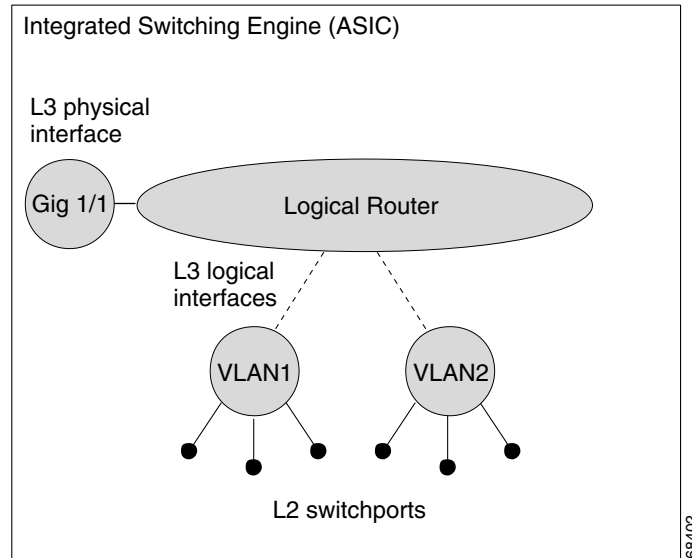 Integrated Switching Engine (ASIC)
L3 physical
interface
Gig 1/1
Logical Router
L3 logical
interfaces
VLAN1
VLAN2
L2 switchports
68402